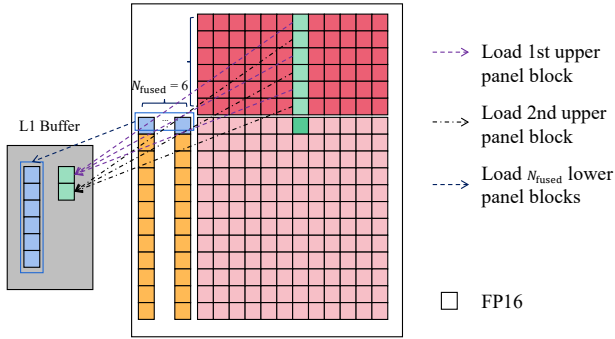 N_fused = 6
...
L1 Buffer
Load 1st upper
panel block
Load 2nd upper
panel block
Load N_fused lower
panel blocks
FP16